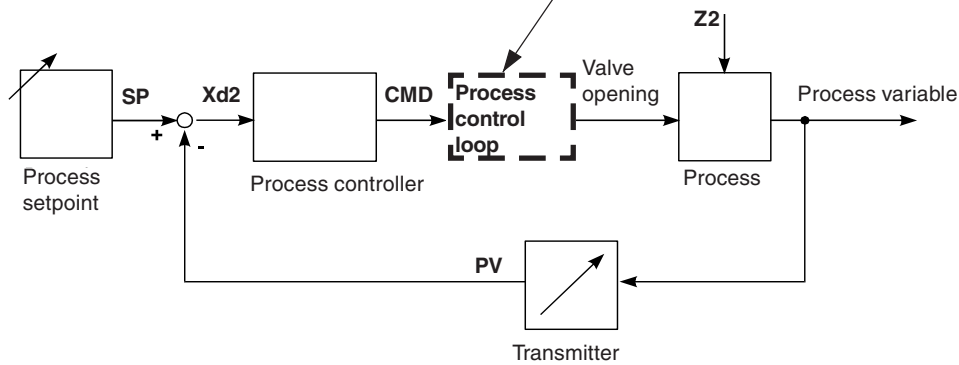 Z2
SP
Xd2
CMD
Process
control
loop
Valve
opening
Process variable
+
-
Process
setpoint
Process controller
Process
PV
Transmitter